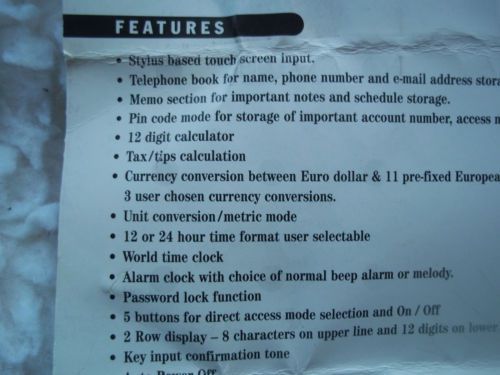 FEATURES
• Stylus based touch screen input.
• Telephone book for name, phone number and e-mail address stora
• Memo section for important notes and schedule storage.
• Pin code mode for storage of important account number, access n
• 12 digit calculator
• Tax/tips calculation
• Currency conversion between Euro dollar & 11 pre-fixed Europea
3 user chosen currency conversions.
• Unit conversion/metric mode
• 12 or 24 hour time format user selectable
• World time clock
• Alarm clock with choice of normal beep alarm or melody.
• Password lock function
• 5 buttons for direct access mode selection and On / Off
• 2 Row display – 8 characters on upper line and 12 digits on lower
• Key input confirmation tone
• Auto Power Off